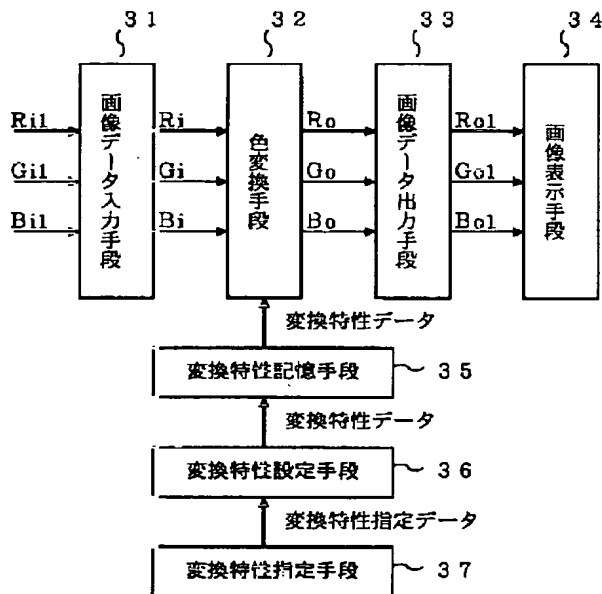 31 32 33 34
画像データ入力手段
色変換手段
画像データ出力手段
画像表示手段
Ri1 Ri Ro Ro1
Gi1 Gi Go Go1
Bi1 Bi Bo Bo1
変換特性データ
変換特性記憶手段 35
変換特性データ
変換特性設定手段 36
変換特性指定データ
変換特性指定手段 37